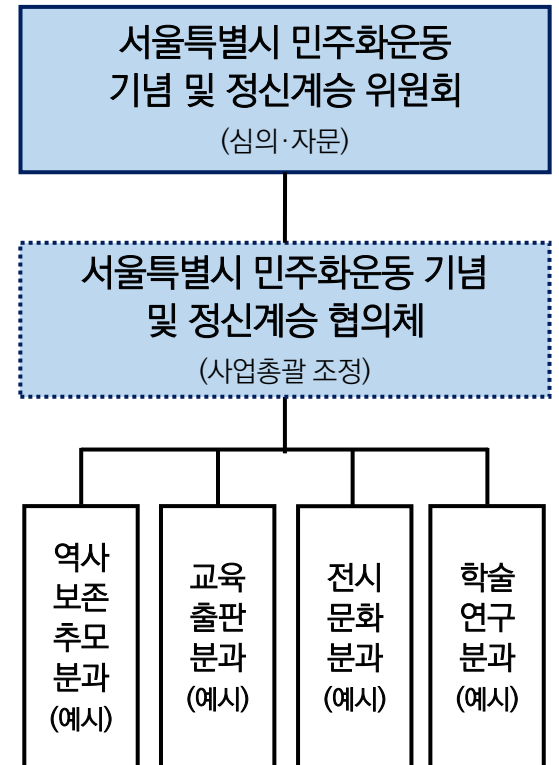 서울특별시 민주화운동
기념 및 정신계승 위원회
(심의·자문)
서울특별시 민주화운동 기념
및 정신계승 협의체
(사업총괄 조정)
역사
보존
추모
분과
(예시)
교육
출판
분과
(예시)
전시
문화
분과
(예시)
학술
연구
분과
(예시)